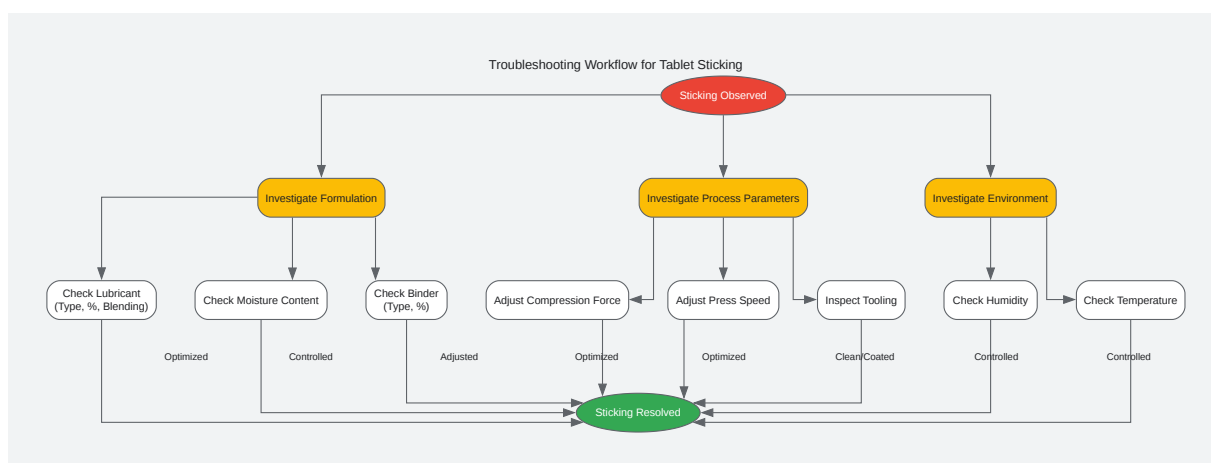 Troubleshooting Workflow for Tablet Sticking
Sticking Observed
Investigate Formulation
Investigate Process Parameters
Investigate Environment
Check Lubricant
(Type, %, Blending)
Check Moisture Content
Check Binder
(Type, %)
Adjust Compression Force
Adjust Press Speed
Inspect Tooling
Check Humidity
Check Temperature
Optimized
Controlled
Adjusted
Optimized
Optimized
Clean/Coated
Controlled
Controlled
Sticking Resolved